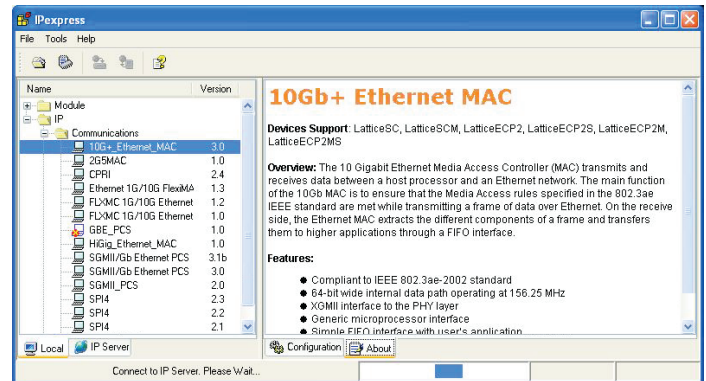 IPexpress
File Tools Help
Name Version
Module
IP
Communications
10G+_Ethernet_MAC 3.0
2G5MAC 1.0
CPRI 2.4
Ethernet 1G/10G FlexiMA 1.3
FLXMC 1G/10G Ethernet 1.2
FLXMC 1G/10G Ethernet 1.0
GBE_PCS 1.0
HiGig_Ethernet_MAC 1.0
SGMII/Gb Ethernet PCS 3.1b
SGMII/Gb Ethernet PCS 3.0
SGMII_PCS 2.0
SPI4 2.3
SPI4 2.2
SPI4 2.1
Local IP Server
10Gb+ Ethernet MAC
Devices Support: LatticeSC, LatticeSCM, LatticeECP2, LatticeECP2S, LatticeECP2M,
LatticeECP2MS
Overview: The 10 Gigabit Ethernet Media Access Controller (MAC) transmits and
receives data between a host processor and an Ethernet network. The main function
of the 10Gb MAC is to ensure that the Media Access rules specified in the 802.3ae
IEEE standard are met while transmitting a frame of data over Ethernet. On the receive
side, the Ethernet MAC extracts the different components of a frame and transfers
them to higher applications through a FIFO interface.
Features:
● Compliant to IEEE 802.3ae-2002 standard
● 64-bit wide internal data path operating at 156.25 MHz
● XGMII interface to the PHY layer
● Generic microprocessor interface
● Simple FIFO interface with user's application
Configuration About
Connect to IP Server. Please Wait...